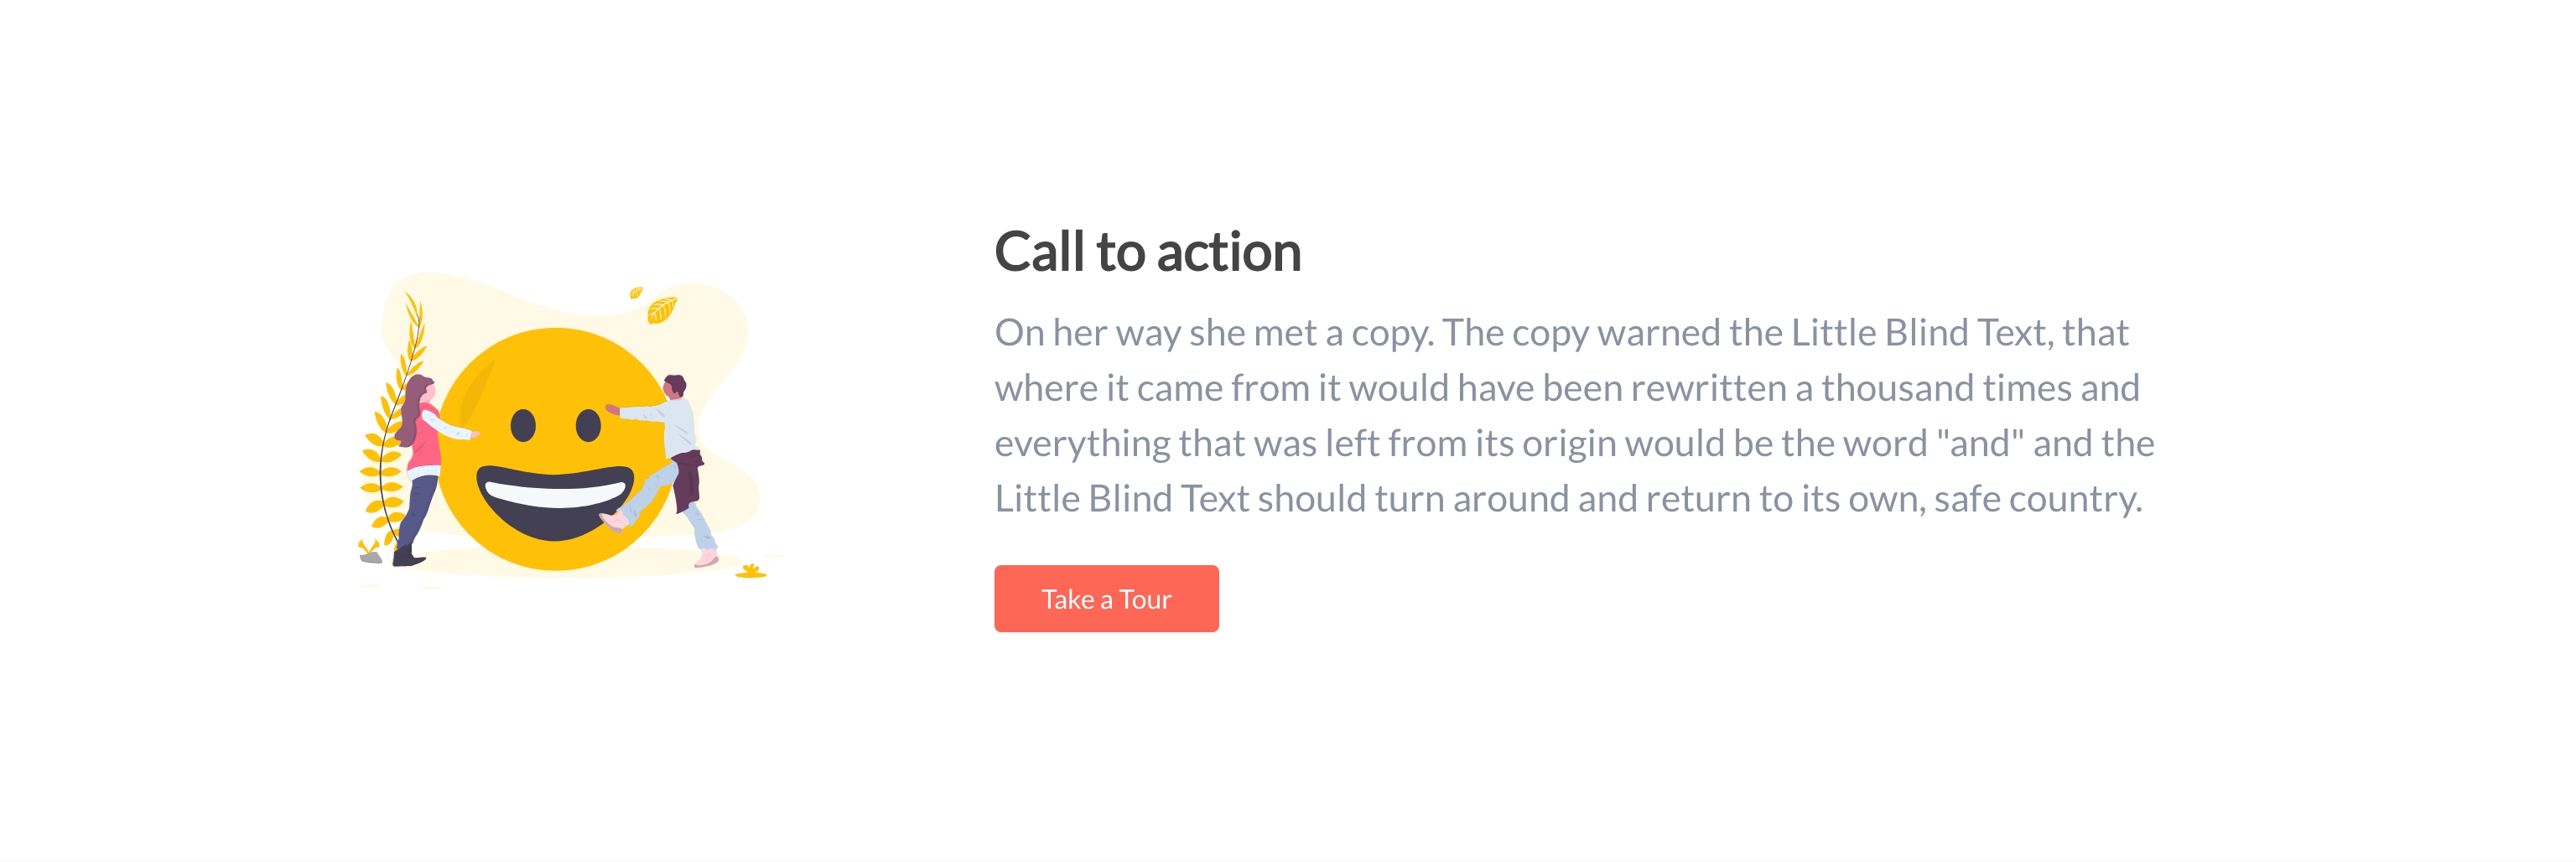 Call to action
On her way she met a copy. The copy warned the Little Blind Text, that
where it came from it would have been rewritten a thousand times and
everything that was left from its origin would be the word "and" and the
Little Blind Text should turn around and return to its own, safe country.
Take a Tour